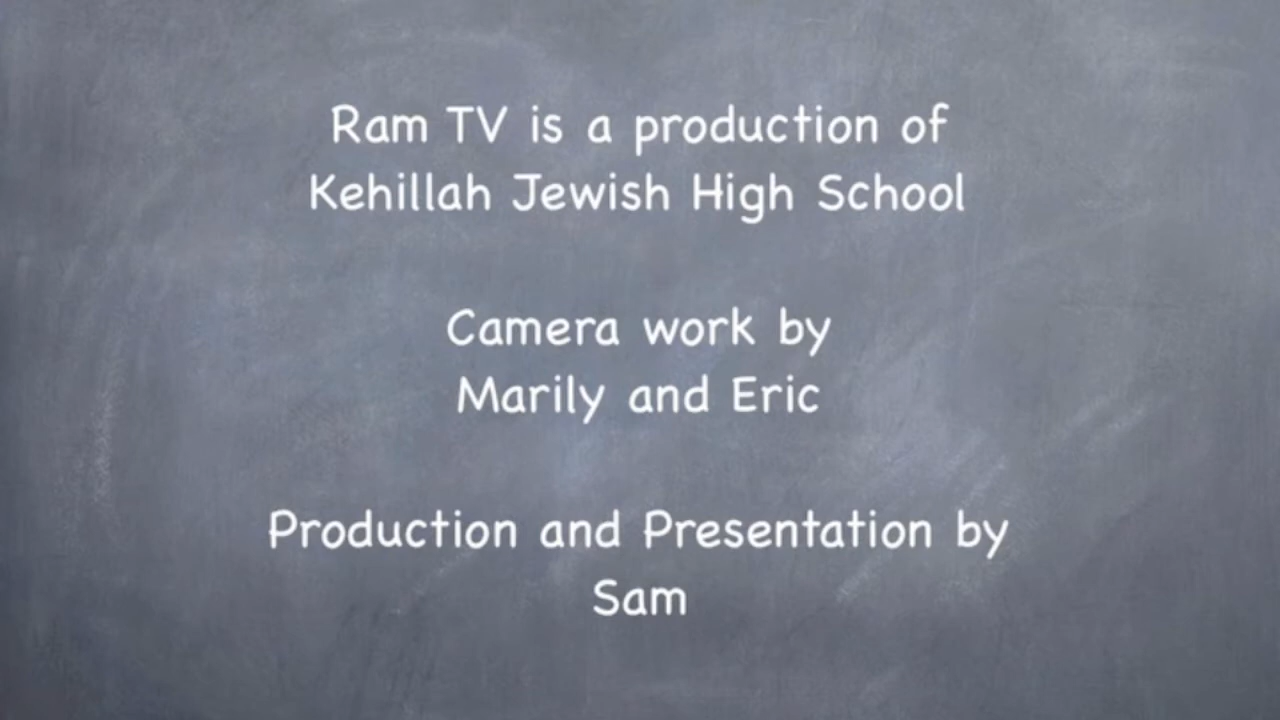 Ram TV is a production of
Kehillah Jewish High School
Camera work by
Marily and Eric
Production and Presentation by
Sam